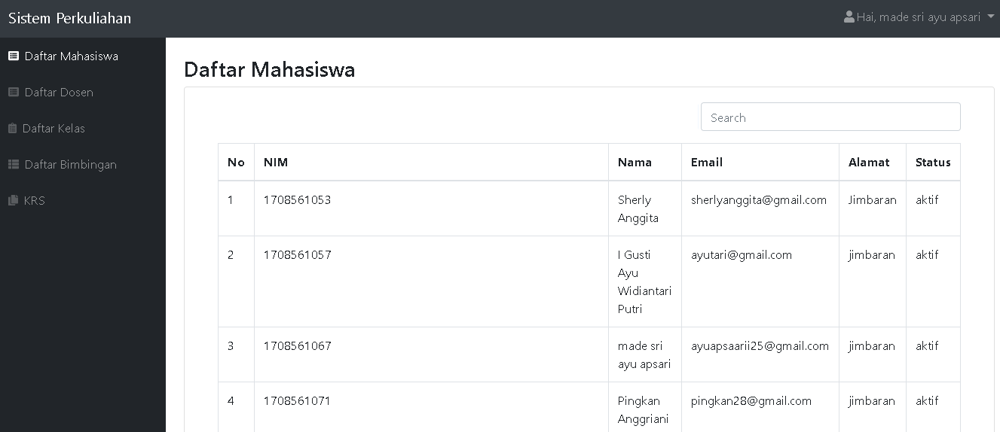 Sistem Perkuliahan
Hai, made sri ayu apsari
Daftar Mahasiswa
Daftar Dosen
Daftar Kelas
Daftar Bimbingan
KRS
Daftar Mahasiswa
Search
No NIM Nama Email Alamat Status
1 1708561053 Sherly sherlyanggita@gmail.com Jimbaran aktif
Anggita
2 1708561057 I Gusti ayutari@gmail.com jimbaran aktif
Ayu
Widiantari
Putri
3 1708561067 made sri ayuapsaarii25@gmail.com jimbaran aktif
ayu apsari
4 1708561071 Pingkan pingkan28@gmail.com jimbaran aktif
Anggriani